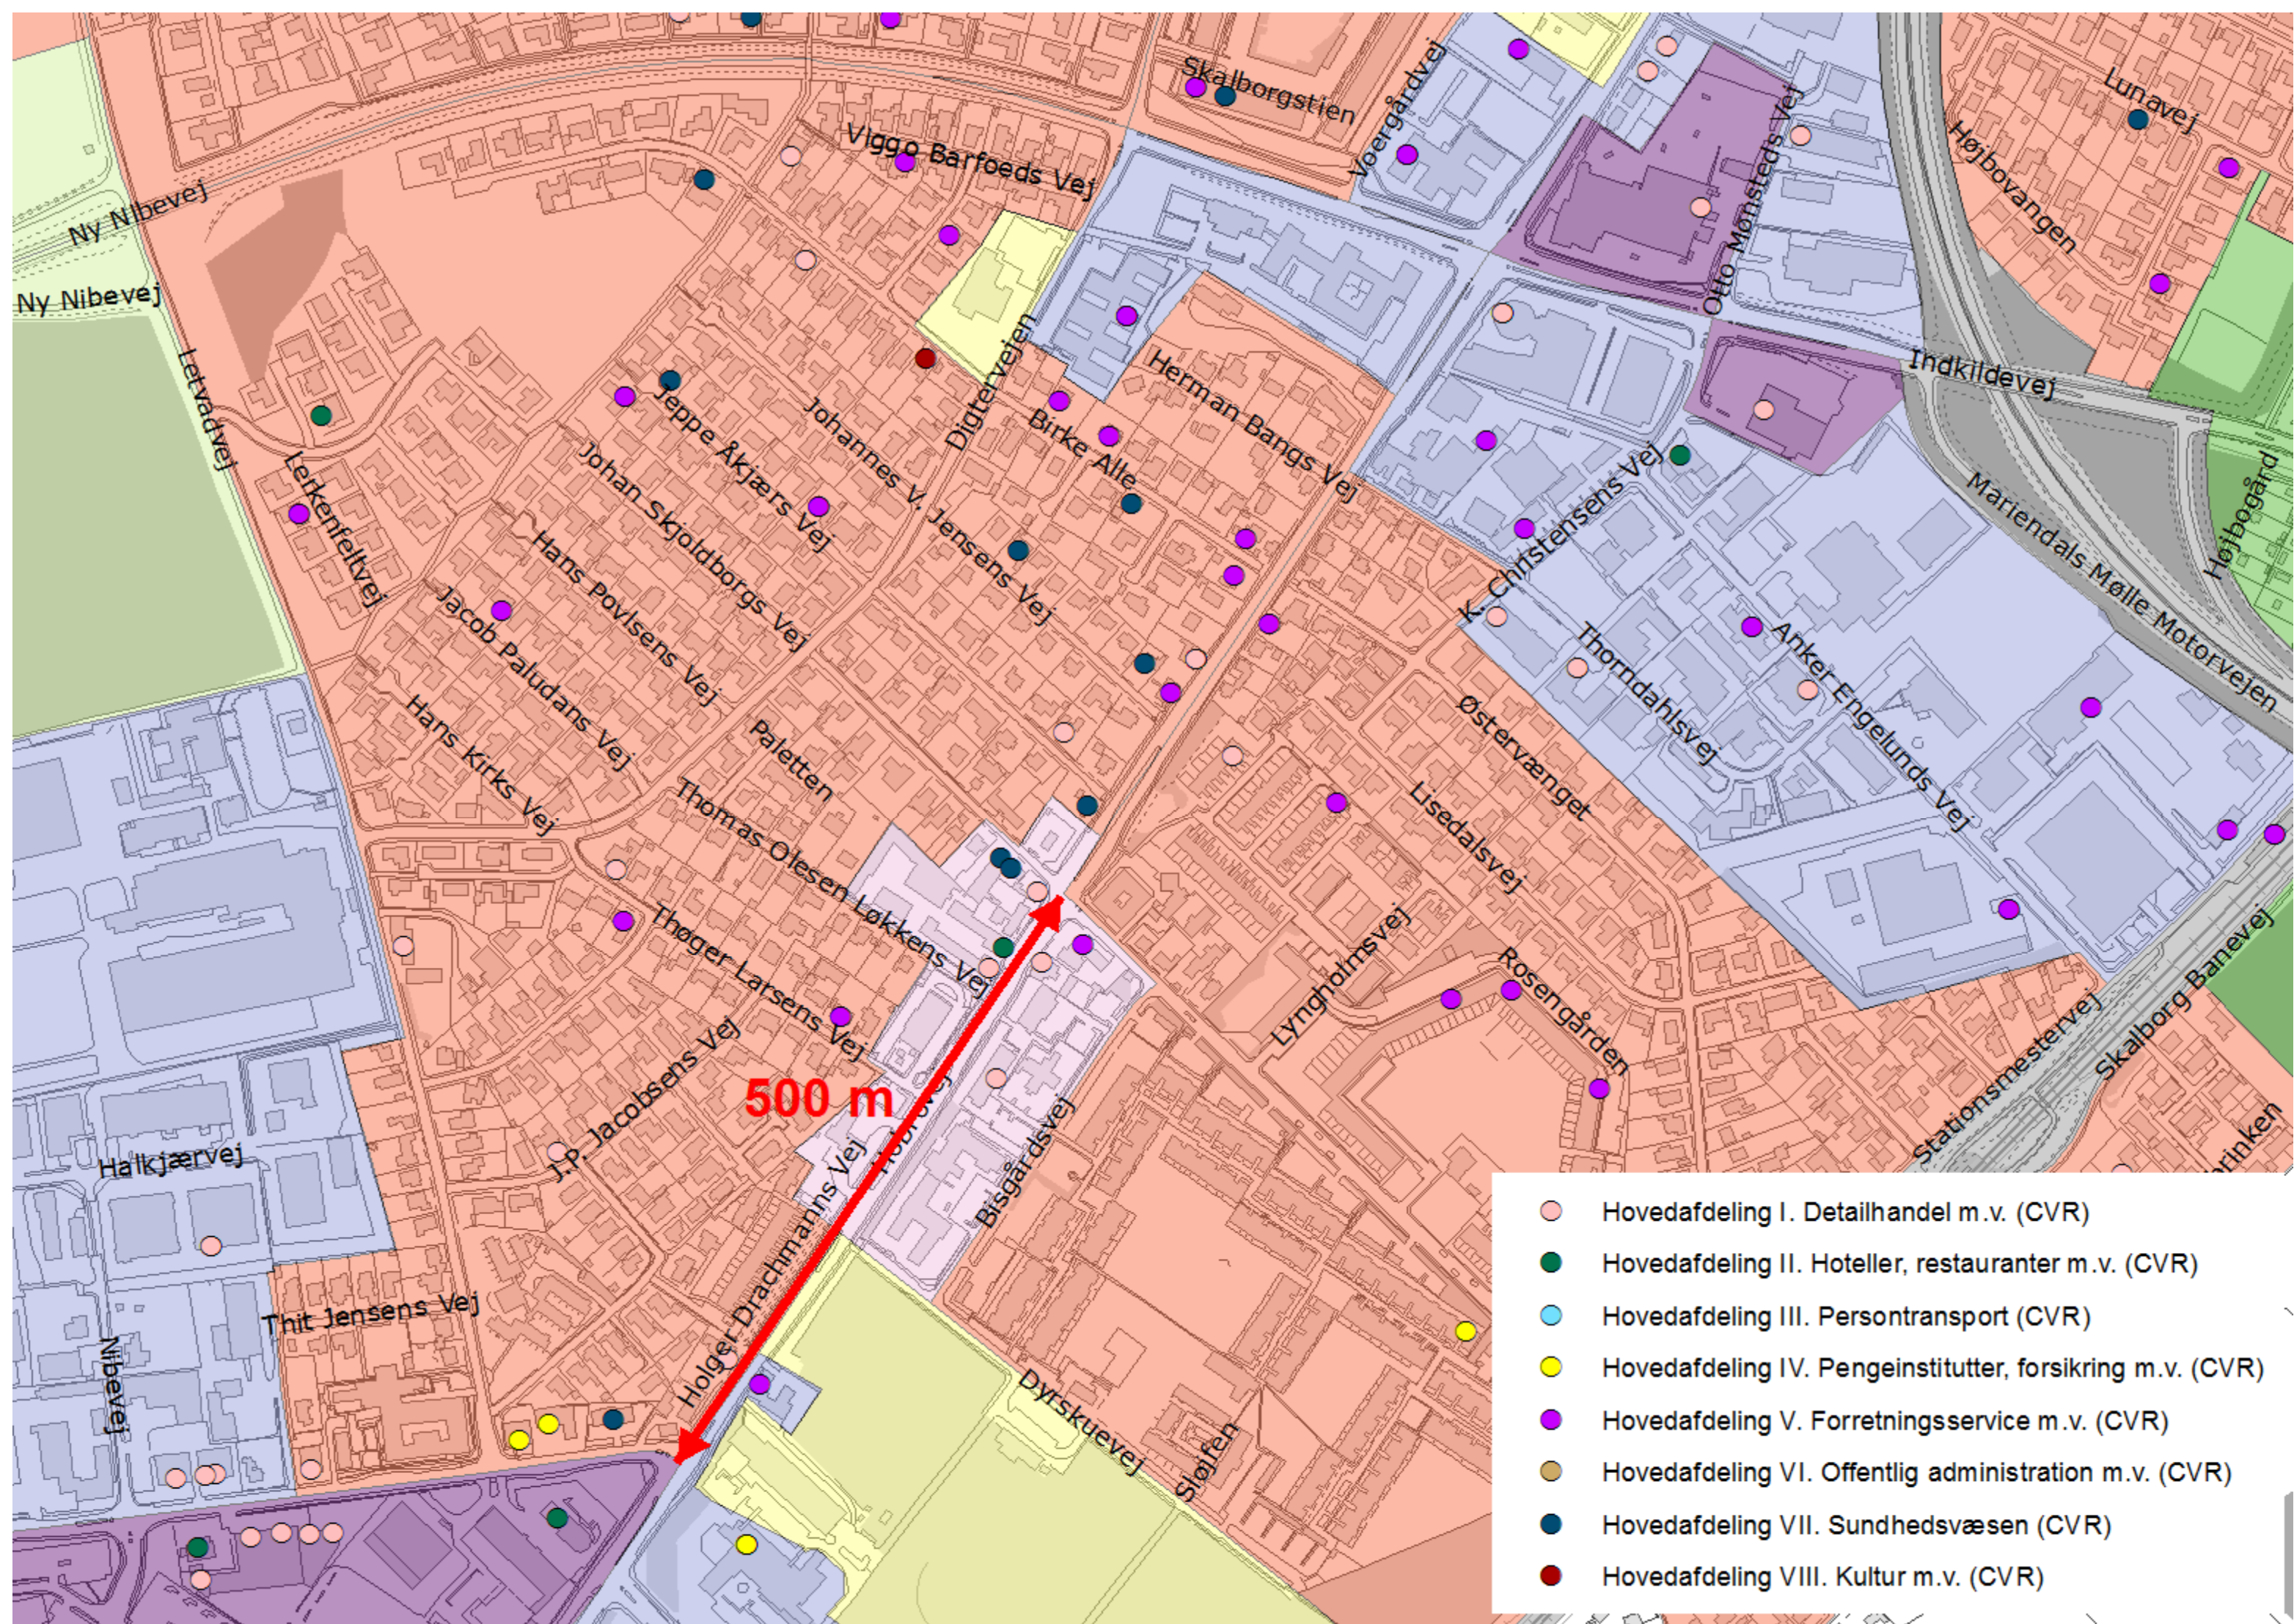 Skalborgstien
Voergårdvej
Lunavej
Viggo Barfoeds Vej
Højbovangen
Ny Nibevej
Otto Mønsteds Vej
Ny Nibevej
Letvadvej
Digtervejen
Herman Bangs Vej
Indkildevej
Jeppe Åkjærs Vej
Johannes V. Jensens Vej
Birke Alle
Lerkenfeltvej
Johan Skjoldborgs Vej
K. Christensens Vej
Mariendals Mølle Motorvejen
Højbogård
Hans Povlsens Vej
Jacob Paludans Vej
Thorndahlsvej
Anker Engelunds Vej
Hans Kirks Vej
Paletten
Østervænget
Thomas Olesen Løkkens Vej
Lisedalsvej
Thøger Larsens Vej
Lyngholmsvej
Rosengården
Skalborg Banevej
Stationsmestervej
500 m
J.P. Jacobsens Vej
Hobrovej
Bisgårdsvej
Halkjærvej
brinken
Holger Drachmanns Vej
Thit Jensens Vej
Nibevej
Dyrskuevej
Sløjfen
Hovedafdeling I. Detailhandel m.v. (CVR)
Hovedafdeling II. Hoteller, restauranter m.v. (CVR)
Hovedafdeling III. Persontransport (CVR)
Hovedafdeling IV. Pengeinstitutter, forsikring m.v. (CVR)
Hovedafdeling V. Forretningsservice m.v. (CVR)
Hovedafdeling VI. Offentlig administration m.v. (CVR)
Hovedafdeling VII. Sundhedsvæsen (CVR)
Hovedafdeling VIII. Kultur m.v. (CVR)